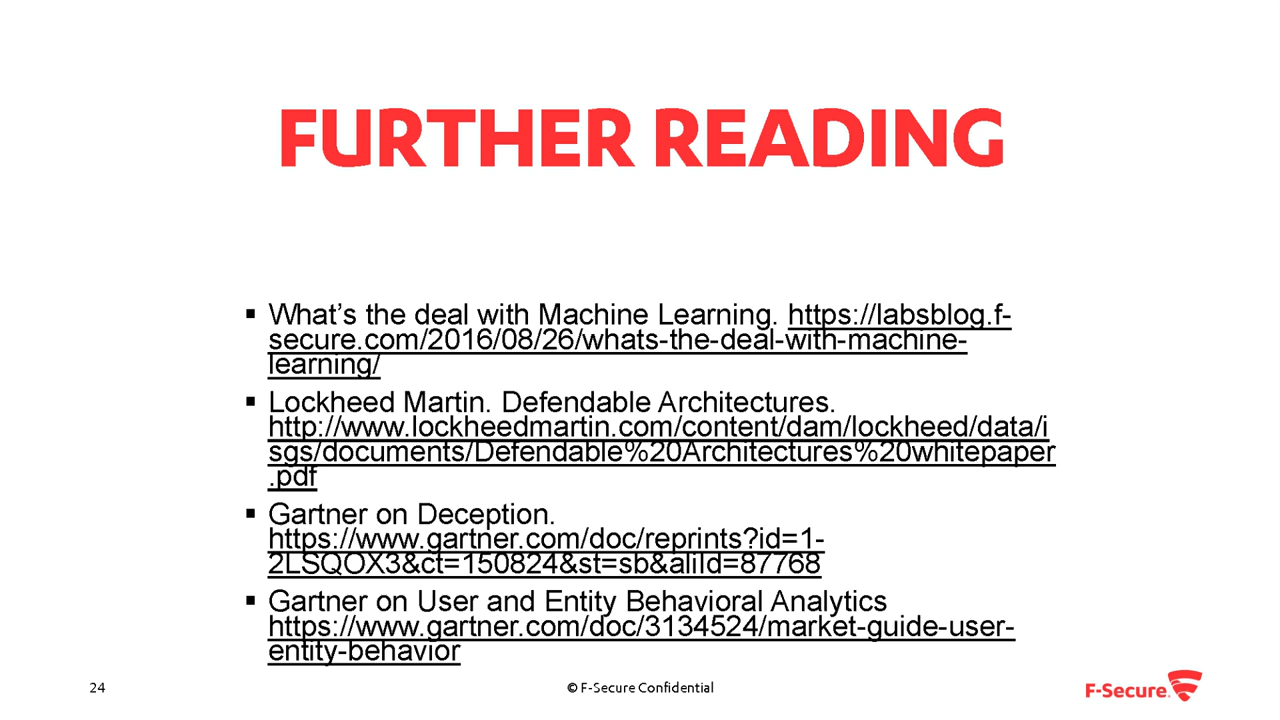 FURTHER READING
▪ What’s the deal with Machine Learning. https://labsblog.f-
secure.com/2016/08/26/whats-the-deal-with-machine-
learning/
▪ Lockheed Martin. Defendable Architectures.
http://www.lockheedmartin.com/content/dam/lockheed/data/i
sgs/documents/Defendable%20Architectures%20whitepaper
.pdf
▪ Gartner on Deception.
https://www.gartner.com/doc/reprints?id=1-
2LSQOX3&ct=150824&st=sb&aliId=87768
▪ Gartner on User and Entity Behavioral Analytics
https://www.gartner.com/doc/3134524/market-guide-user-
entity-behavior
24
© F-Secure Confidential
F-Secure.